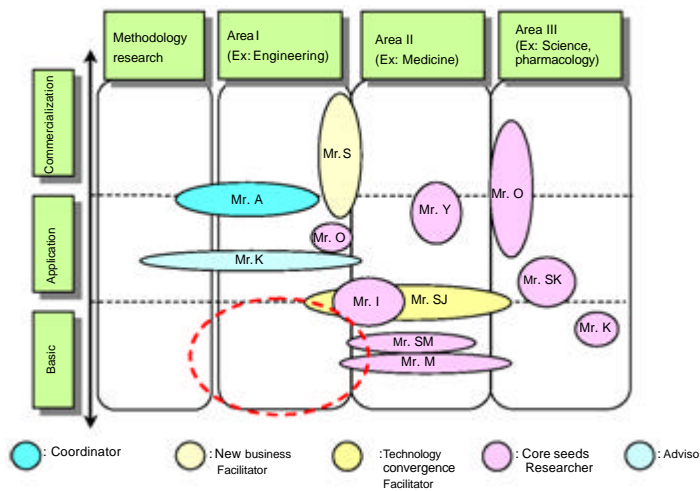 Methodology
research
Area I
(Ex: Engineering)
Area II
(Ex: Medicine)
Area III
(Ex: Science,
pharmacology)
Commercialization
Application
Basic
Mr. S
Mr. A
Mr. Y
Mr. O
Mr. O
Mr.K
Mr. SK
Mr. I
Mr. SJ
Mr. K
Mr. SM
Mr. M
: Coordinator
: New business
Facilitator
:Technology
convergence
Facilitator
: Core seeds
Researcher
: Adviso